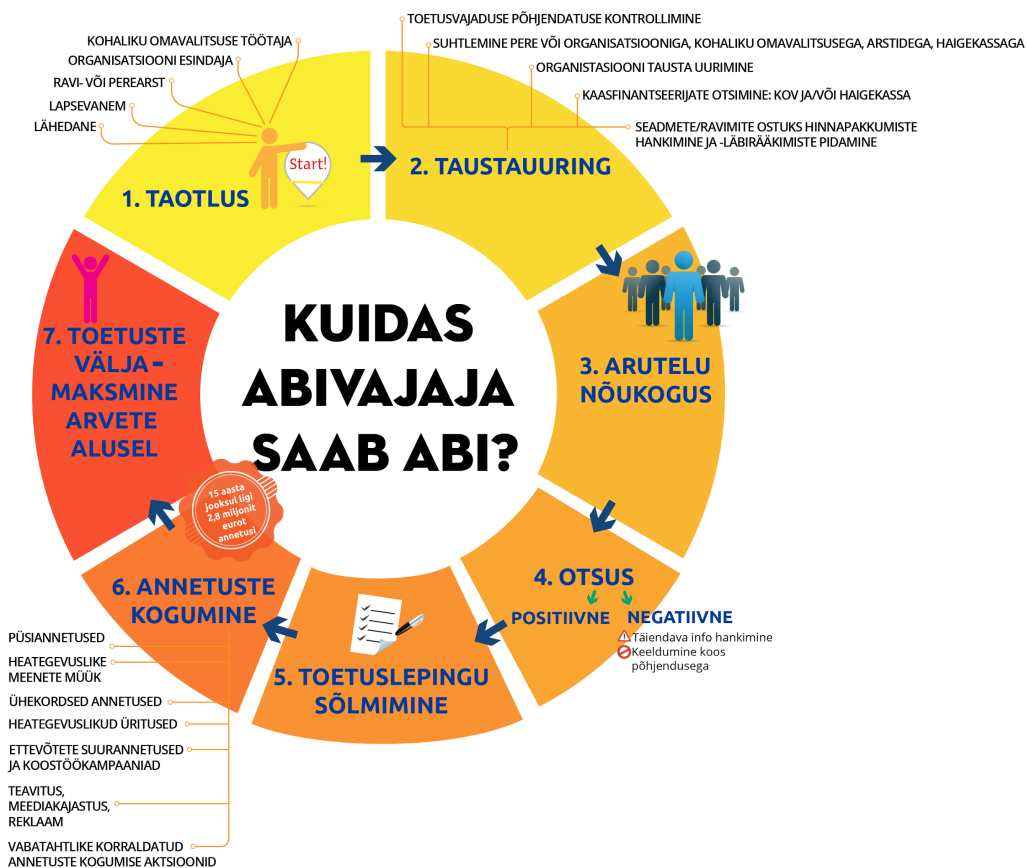 KUIDAS
ABIVAJAJA
SAAB ABI?
KOHALIKU OMAVALITSUSE TÖÖTAJA
ORGANISATSIOONI ESINDAJA
RAVI- VÕI PEREARST
LAPSEVANEM
LÄHEDANE
Start!
1. TAOTLUS
TOETUSVAJADUSE PÕHJENDATUSE KONTROLLIMINE
SUHTLEMINE PERE VÕI ORGANISATSIOONIGA, KOHALIKU OMAVALITSUSEGA, ARSTIDEGA, HAIGEKASSAGA
ORGANISTASIOONI TAUSTA UURIMINE
KAASFINANTSEERIJATE OTSIMINE: KOV JA/VÕI HAIGEKASSA
SEADMETE/RAVIMITE OSTUKS HINNAPAKKUMISTE
HANKIMINE JA -LÄBIRÄÄKIMISTE PIDAMINE
2. TAUSTAUURING
3. ARUTELU
NÕUKOGUS
4. OTSUS
POSITIIVNE
NEGATIIVNE
Täiendava info hankimine
Keeldumine koos
põhjendusega
5. TOETUSLEPINGU
SÕLMIMINE
6. ANNETUSTE
KOGUMINE
PÜSIANNETUSED
HEATEGEVUSLIKE
MEENETE MÜÜK
ÜHEKORDSED ANNETUSED
HEATEGEVUSLIKUD ÜRITUSED
ETTEVÕTETE SUURANNETUSED
JA KOOSTÖÖKAMPAANIAD
TEAVITUS,
MEEDIAKAJASTUS,
REKLAAM
VABATAHTLIKE KORRALDATUD
ANNETUSTE KOGUMISE AKTSIOONID
15 aasta
jooksul ligi
2,8 miljonit
eurot
annetusi
7. TOETUSTE
VÄLJA-
MAKSMINE
ARVETE
ALUSEL